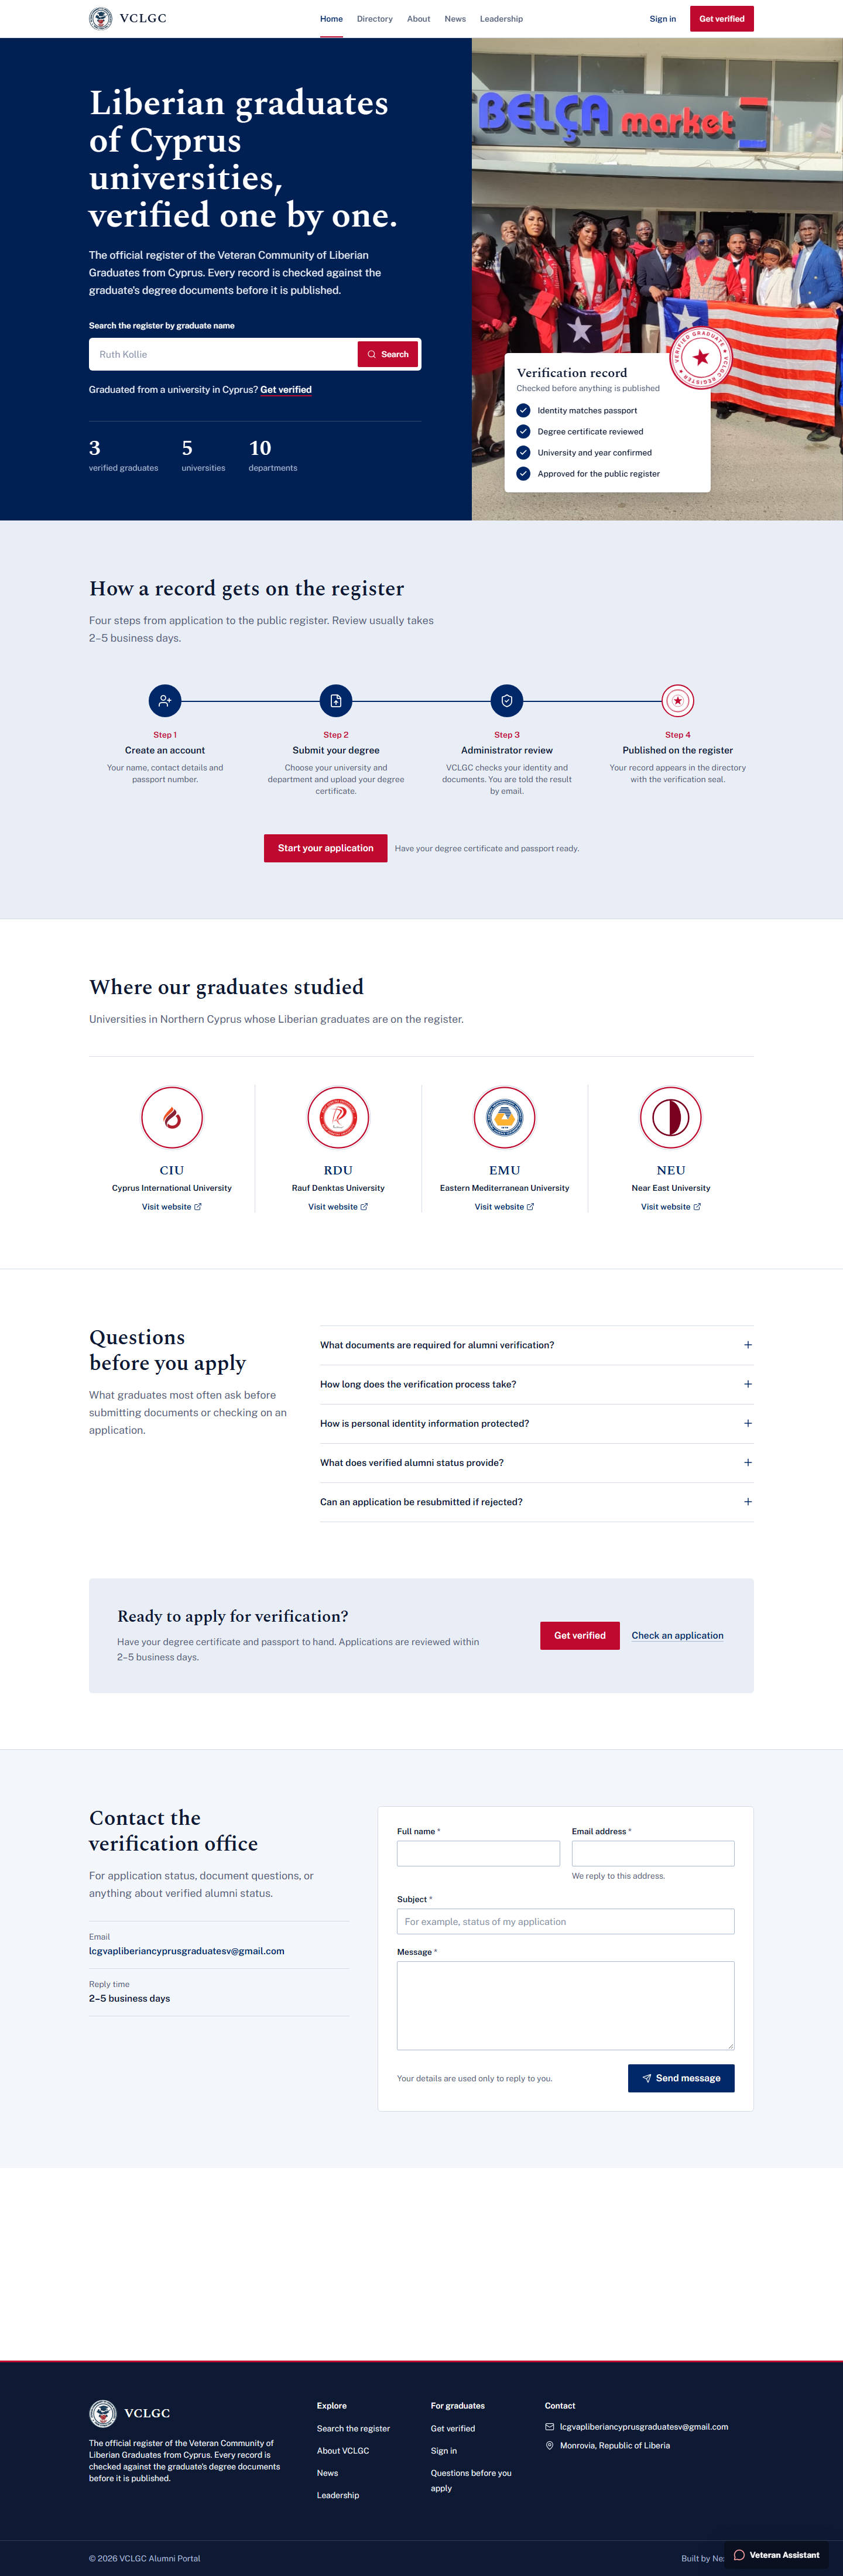 VCLGC
Home
Directory
About
News
Leadership
Sign in
Get verified
Liberian graduates
of Cyprus
universities,
verified one by one.
The official register of the Veteran Community of Liberian
Graduates from Cyprus. Every record is checked against the
graduate's degree documents before it is published.
Search the register by graduate name
Ruth Kollie
Search
Graduated from a university in Cyprus? Get verified
3
verified graduates
5
universities
10
departments
BELÇA market
VERIFIED GRADUATE ★ VCLGC REGISTER ★
Verification record
Checked before anything is published
Identity matches passport
Degree certificate reviewed
University and year confirmed
Approved for the public register
How a record gets on the register
Four steps from application to the public register. Review usually takes
2–5 business days.
Step 1
Create an account
Your name, contact details and
passport number.
Step 2
Submit your degree
Choose your university and
department and upload your degree
certificate.
Step 3
Administrator review
VCLGC checks your identity and
documents. You are told the result
by email.
Step 4
Published on the register
Your record appears in the directory
with the verification seal.
Start your application
Have your degree certificate and passport ready.
Where our graduates studied
Universities in Northern Cyprus whose Liberian graduates are on the register.
CIU
Cyprus International University
Visit website
RDU
Rauf Denktas University
Visit website
EMU
Eastern Mediterranean University
Visit website
NEU
Near East University
Visit website
Questions
before you apply
What graduates most often ask before
submitting documents or checking on an
application.
What documents are required for alumni verification?
How long does the verification process take?
How is personal identity information protected?
What does verified alumni status provide?
Can an application be resubmitted if rejected?
Ready to apply for verification?
Have your degree certificate and passport to hand. Applications are reviewed within
2–5 business days.
Get verified
Check an application
Contact the
verification office
For application status, document questions, or
anything about verified alumni status.
Email
lcgvapliberiancyprusgraduatesv@gmail.com
Reply time
2–5 business days
Full name *
Email address *
We reply to this address.
Subject *
For example, status of my application
Message *
Your details are used only to reply to you.
Send message
VCLGC
The official register of the Veteran Community of
Liberian Graduates from Cyprus. Every record is
checked against the graduate's degree documents
before it is published.
Explore
Search the register
About VCLGC
News
Leadership
For graduates
Get verified
Sign in
Questions before you
apply
Contact
lcgvapliberiancyprusgraduatesv@gmail.com
Monrovia, Republic of Liberia
© 2026 VCLGC Alumni Portal
Built by
Veteran Assistant